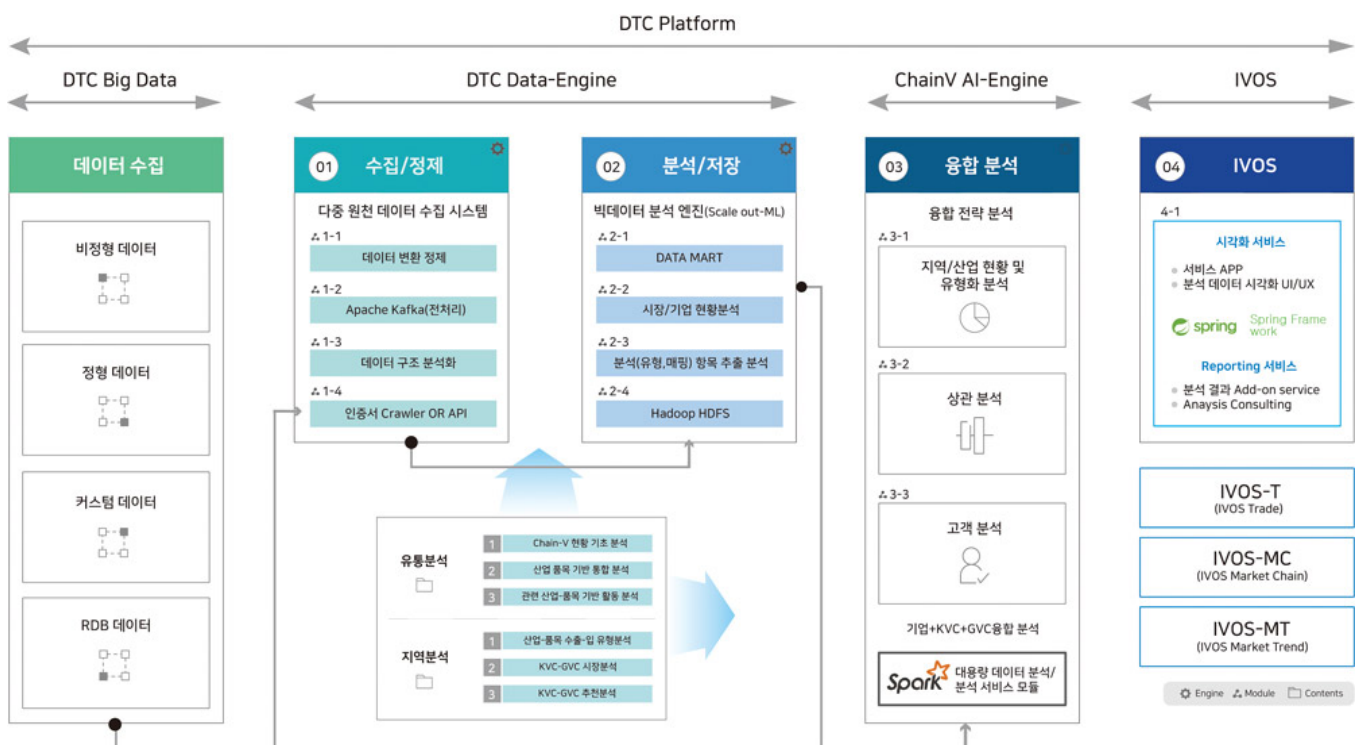 DTC Platform
DTC Big Data
DTC Data-Engine
ChainV AI-Engine
IVOS
데이터 수집
비정형 데이터
정형 데이터
커스텀 데이터
RDB 데이터
01 수집/정제
다중 원천 데이터 수집 시스템
1-1
데이터 변환 정제
1-2
Apache Kafka(전처리)
1-3
데이터 구조 분석화
1-4
인증서 Crawler OR API
02 분석/저장
빅데이터 분석 엔진(Scale out-ML)
2-1
DATA MART
2-2
시장/기업 현황분석
2-3
분석(유형,매핑) 항목 추출 분석
2-4
Hadoop HDFS
유통분석
1 Chain-V 현황 기초 분석
2 산업 품목 기반 통합 분석
3 관련 산업-품목 기반 활동 분석
지역분석
1 산업-품목 수출-입 유형분석
2 KVC-GVC 시장분석
3 KVC-GVC 추천분석
03 융합 분석
융합 전략 분석
3-1
지역/산업 현황 및
유형화 분석
3-2
상관 분석
3-3
고객 분석
기업+KVC+GVC융합 분석
Spark 대용량 데이터 분석/
분석 서비스 모듈
04 IVOS
4-1
시각화 서비스
서비스 APP
분석 데이터 시각화 UI/UX
spring Spring Frame
work
Reporting 서비스
분석 결과 Add-on service
Anaysis Consulting
IVOS-T
(IVOS Trade)
IVOS-MC
(IVOS Market Chain)
IVOS-MT
(IVOS Market Trend)
Engine Module Contents